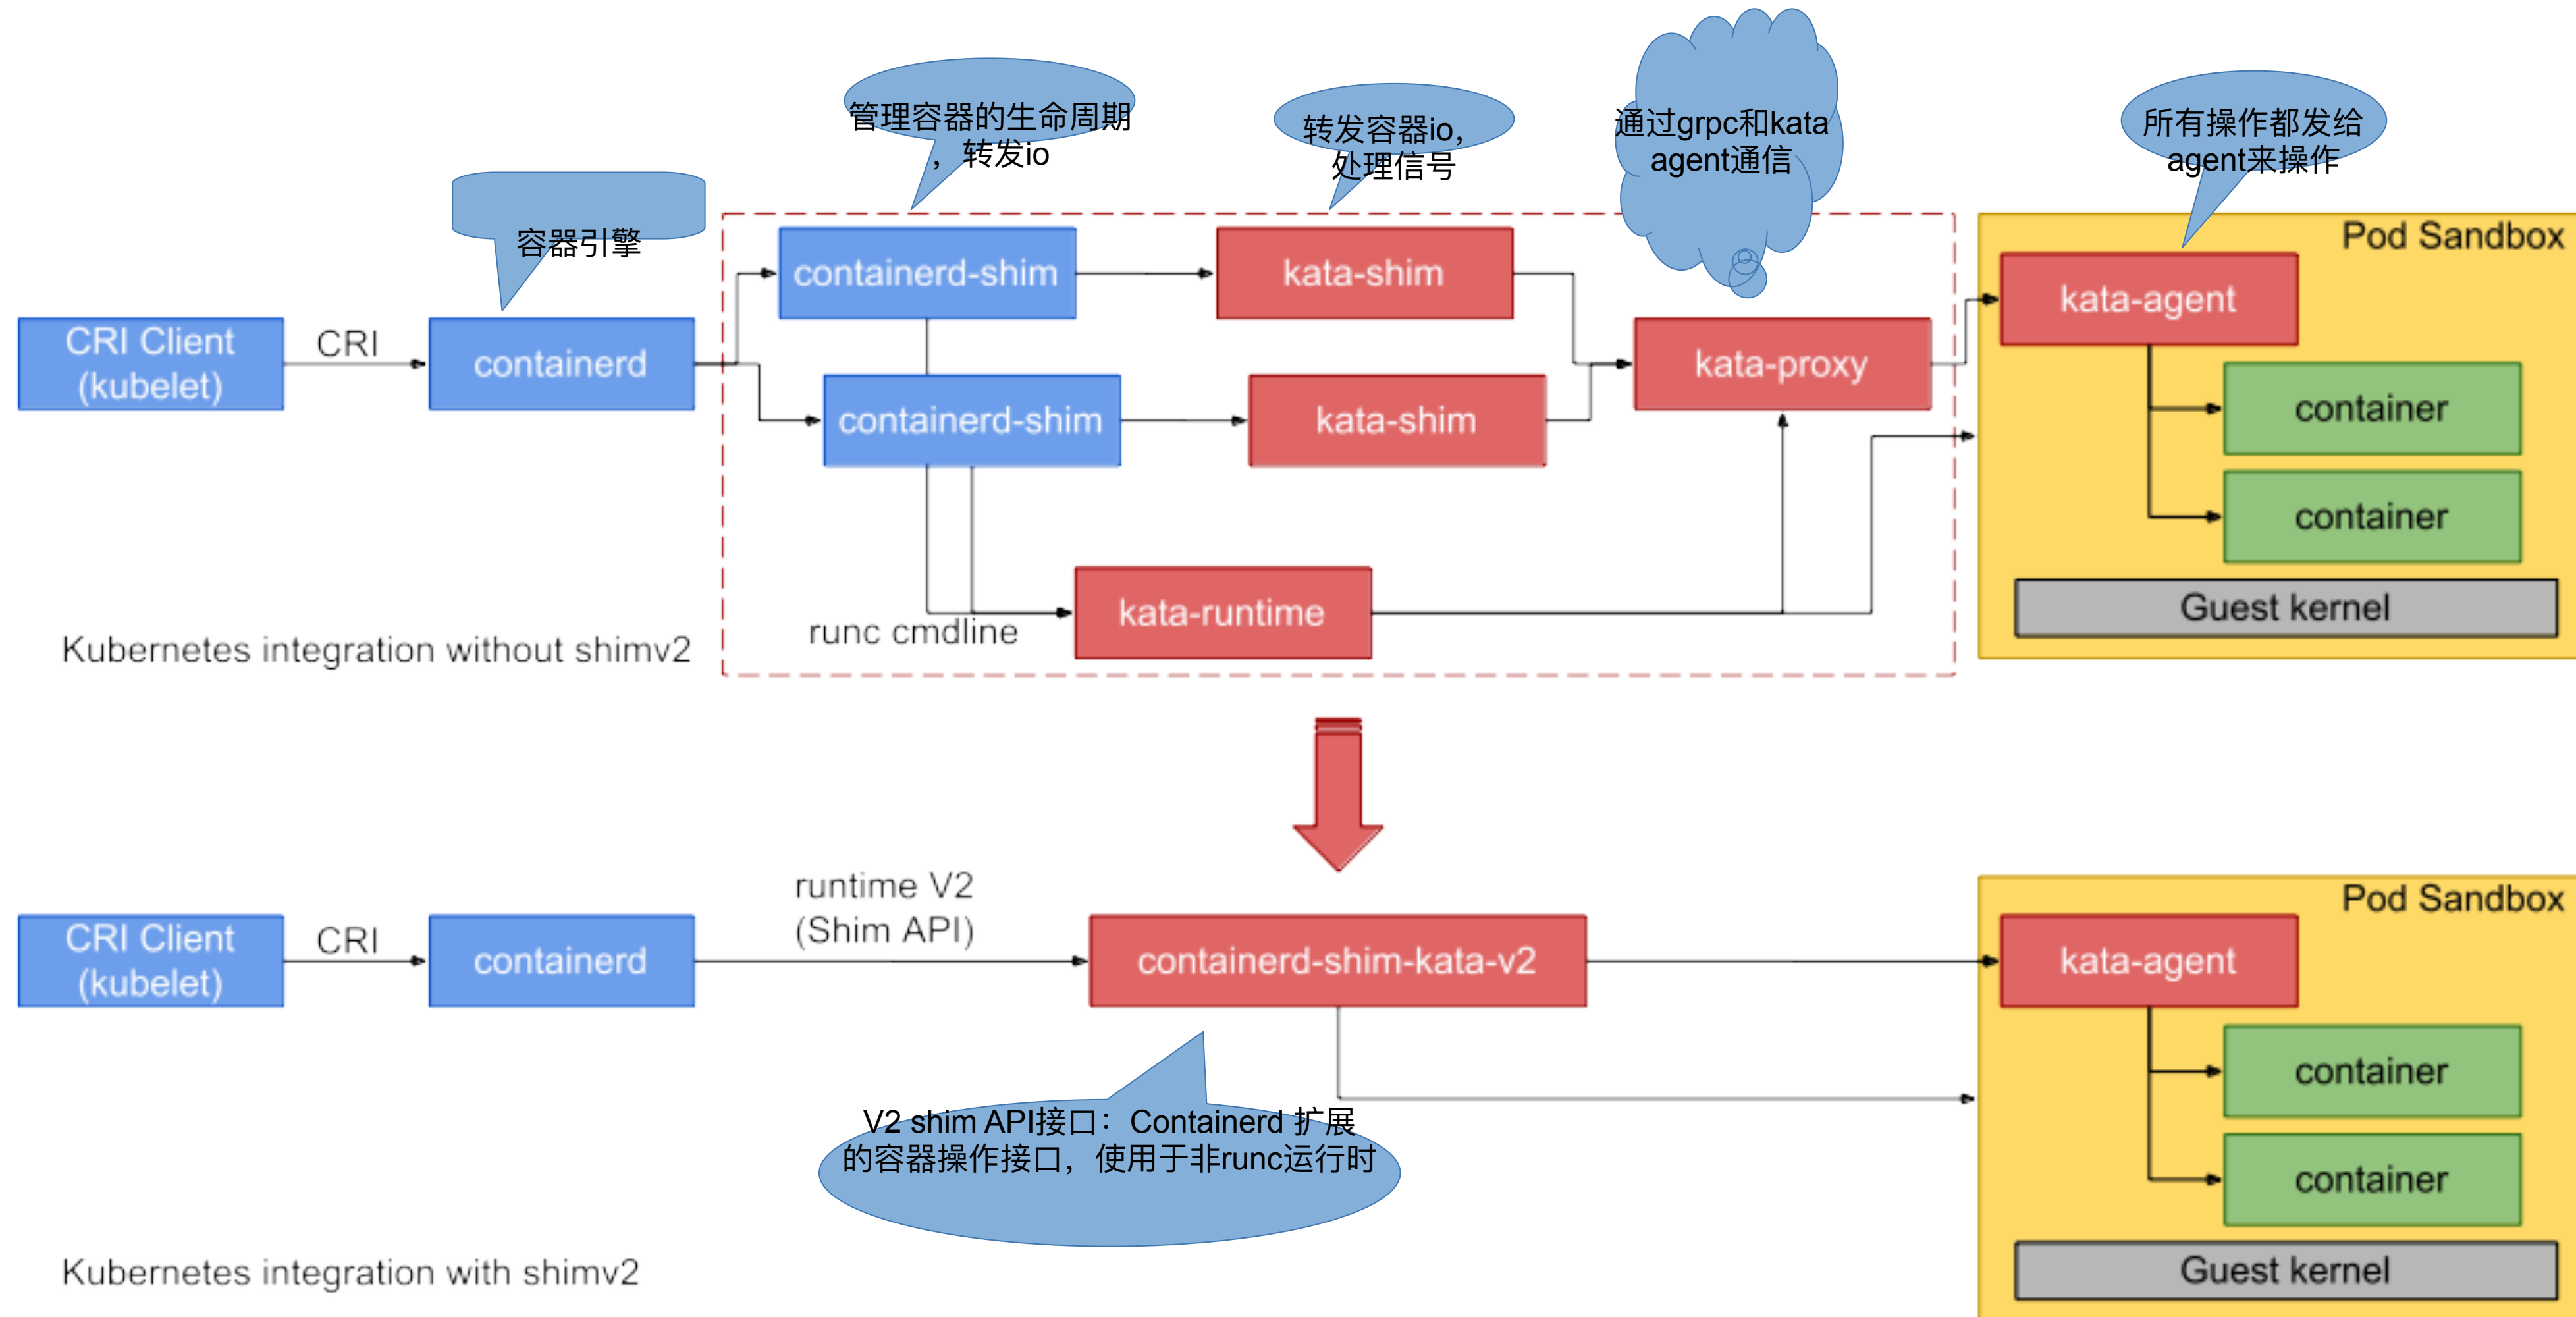 管理容器的生命周期
，转发io
转发容器io，
处理信号
通过grpc和kata
agent通信
所有操作都发给
agent来操作
容器引擎
Pod Sandbox
containerd-shim
kata-shim
kata-agent
CRI Client
(kubelet)
CRI
containerd
kata-proxy
containerd-shim
kata-shim
container
container
kata-runtime
runc cmdline
Guest kernel
Kubernetes integration without shimv2
runtime V2
(Shim API)
Pod Sandbox
CRI Client
(kubelet)
CRI
containerd
containerd-shim-kata-v2
kata-agent
container
V2 shim API接口：Containerd 扩展
的容器操作接口，使用于非runc运行时
container
Kubernetes integration with shimv2
Guest kernel